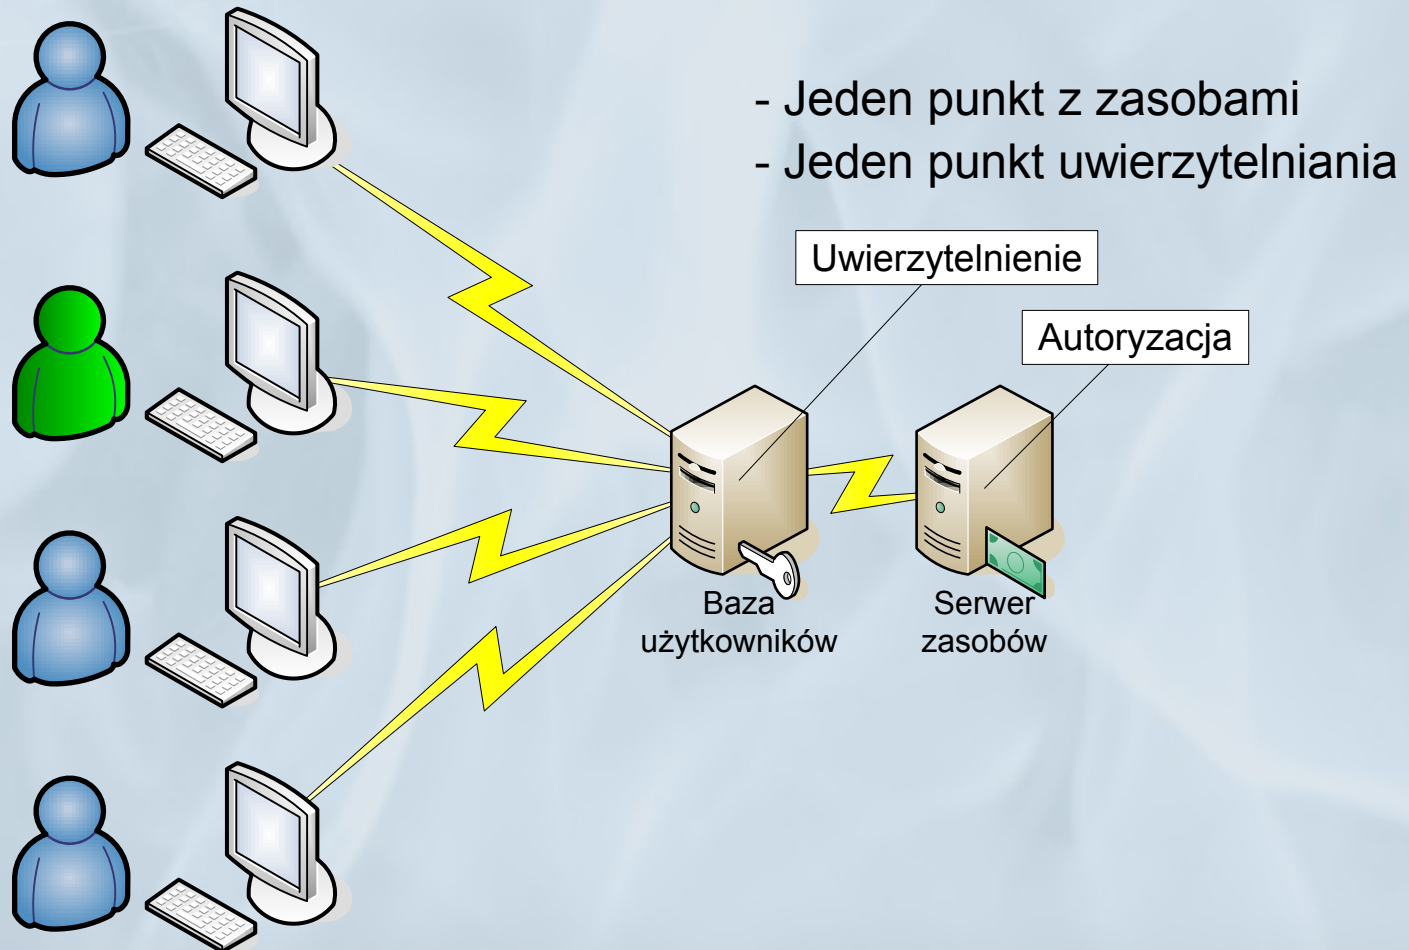 - Jeden punkt z zasobami
- Jeden punkt uwierzytelniania
Uwierzytelnienie
Autoryzacja
Baza
użytkowników
Serwer
zasobów